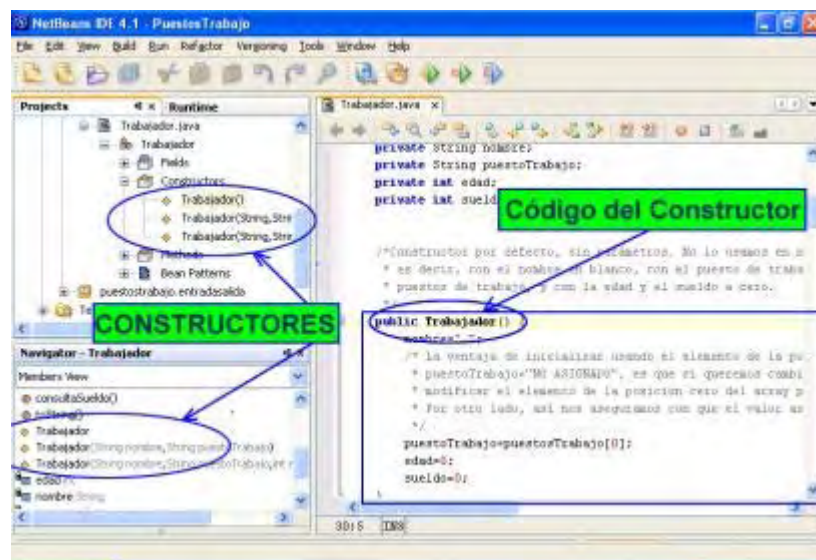 NetBeans IDE 4.1 - PuestosTrabajo
File Edit View Build Run Refactor Versioning Tools Window Help
Projects Runtime
Trabajador.java
Trabajador
Fields
Constructors
Trabajador()
Trabajador(String,Stri
Trabajador(String,Stri
Methods
Bean Patterns
puestostrabajo.entradasalida
CONSTRUCTORES
Navigator - Trabajador
Members View
consultaSueldo()
toString()
Trabajador
Trabajador(String nombre, String puestoTrabajo)
Trabajador(String nombre, String puestoTrabajo,int
edad int
nombre String
Trabajador.java x
private String nombre;
private String puestoTrabajo;
private int edad;
private int sueld
Código del Constructor
/*Constructor por defecto, sin parámetros. No lo usamos en
* es decir, con el nombre en blanco, con el puesto de traba
* puestos de trabajo, y con la edad y el sueldo a cero.
public Trabajador()
/* La ventaja de inicializar usando el elemento de la po
* puestoTrabajo="NO ASIGNADO", es que si queremos cambi
* modificar el elemento de la posicion cero del array p
* Por otro lado, asi nos aseguramos con que el valor as
*/
puestoTrabajo=puestosTrabajo[0];
edad=0;
sueldo=0;
}
30:5 INS